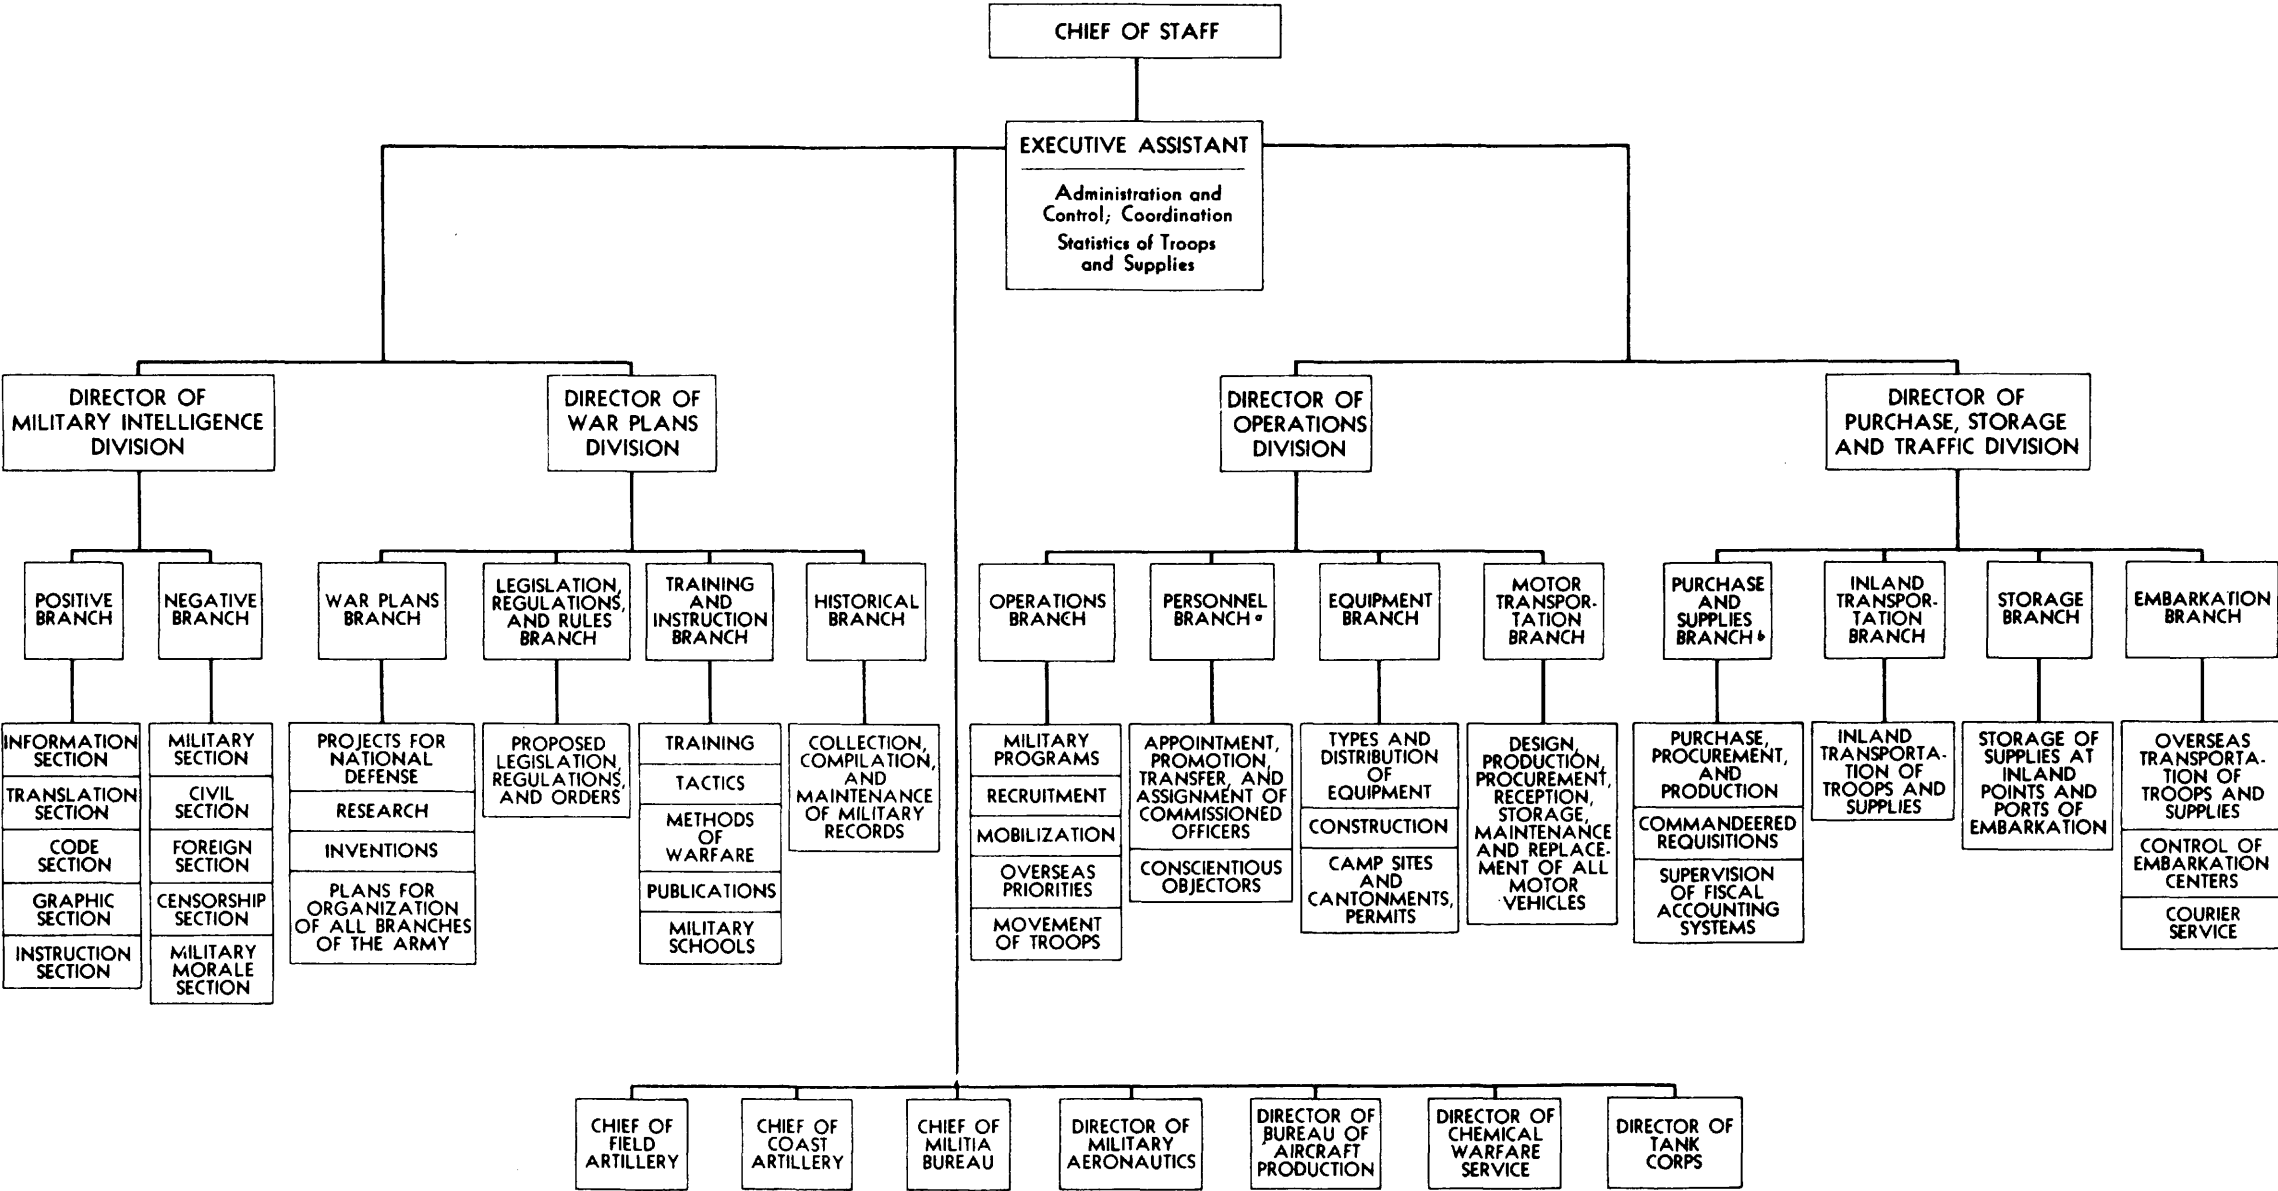 CHIEF OF STAFF
EXECUTIVE ASSISTANT
Administration and
Control; Coordination
Statistics of Troops
and Supplies
DIRECTOR OF
MILITARY INTELLIGENCE
DIVISION
DIRECTOR OF
WAR PLANS
DIVISION
DIRECTOR OF
OPERATIONS
DIVISION
DIRECTOR OF
PURCHASE, STORAGE
AND TRAFFIC DIVISION
POSITIVE
BRANCH
NEGATIVE
BRANCH
WAR PLANS
BRANCH
LEGISLATION,
REGULATIONS,
AND RULES
BRANCH
TRAINING
AND
INSTRUCTION
BRANCH
HISTORICAL
BRANCH
OPERATIONS
BRANCH
PERSONNEL
BRANCH a
EQUIPMENT
BRANCH
MOTOR
TRANSPOR-
TATION
BRANCH
PURCHASE
AND
SUPPLIES
BRANCH b
INLAND
TRANSPOR-
TATION
BRANCH
STORAGE
BRANCH
EMBARKATION
BRANCH
INFORMATION
SECTION
TRANSLATION
SECTION
CODE
SECTION
GRAPHIC
SECTION
INSTRUCTION
SECTION
MILITARY
SECTION
CIVIL
SECTION
FOREIGN
SECTION
CENSORSHIP
SECTION
MILITARY
MORALE
SECTION
PROJECTS FOR
NATIONAL
DEFENSE
RESEARCH
INVENTIONS
PLANS FOR
ORGANIZATION
OF ALL BRANCHES
OF THE ARMY
PROPOSED
LEGISLATION,
REGULATIONS,
AND ORDERS
TRAINING
TACTICS
METHODS
OF
WARFARE
PUBLICATIONS
MILITARY
SCHOOLS
COLLECTION,
COMPILATION,
AND
MAINTENANCE
OF MILITARY
RECORDS
MILITARY
PROGRAMS
RECRUITMENT
MOBILIZATION
OVERSEAS
PRIORITIES
MOVEMENT
OF TROOPS
APPOINTMENT,
PROMOTION,
TRANSFER, AND
ASSIGNMENT OF
COMMISSIONED
OFFICERS
CONSCIENTIOUS
OBJECTORS
TYPES AND
DISTRIBUTION
OF
EQUIPMENT
CONSTRUCTION
CAMP SITES
AND
CANTONMENTS,
PERMITS
DESIGN,
PRODUCTION,
PROCUREMENT,
RECEPTION,
STORAGE,
MAINTENANCE
AND REPLACE-
MENT OF ALL
MOTOR
VEHICLES
PURCHASE,
PROCUREMENT,
AND
PRODUCTION
COMMANDEERED
REQUISITIONS
SUPERVISION
OF FISCAL
ACCOUNTING
SYSTEMS
INLAND
TRANSPORTA-
TION OF
TROOPS AND
SUPPLIES
STORAGE OF
SUPPLIES AT
INLAND
POINTS AND
PORTS OF
EMBARKATION
OVERSEAS
TRANSPORTA-
TION OF
TROOPS AND
SUPPLIES
CONTROL OF
EMBARKATION
CENTERS
COURIER
SERVICE
CHIEF OF
FIELD
ARTILLERY
CHIEF OF
COAST
ARTILLERY
CHIEF OF
MILITIA
BUREAU
DIRECTOR OF
MILITARY
AERONAUTICS
DIRECTOR OF
BUREAU OF
AIRCRAFT
PRODUCTION
DIRECTOR OF
CHEMICAL
WARFARE
SERVICE
DIRECTOR OF
TANK
CORPS